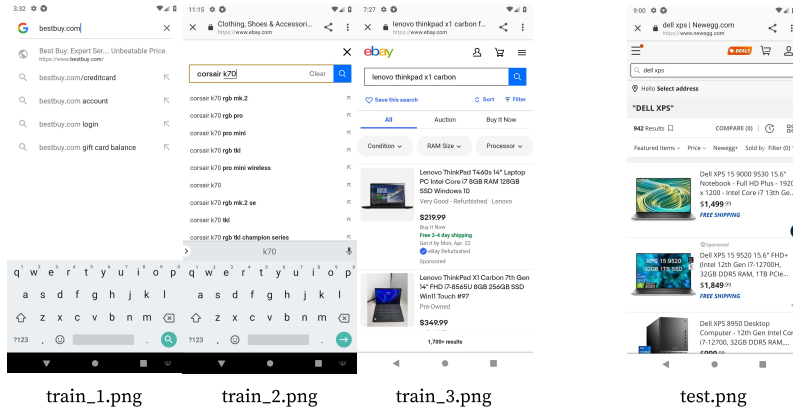 3:32
bestbuy.com
Best Buy: Expert Ser... Unbeatable Price.
https://www.bestbuy.com/
bestbuy.com/creditcard
bestbuy.com account
bestbuy.com login
bestbuy.com gift card balance
q w e r t y u i o p
a s d f g h j k l
z x c v b n m
?123 , .
train_1.png
11:15
Clothing, Shoes & Accessori...
https://www.ebay.com
corsair k70 Clear
corsair k70 rgb mk.2
corsair k70 rgb pro
corsair k70 pro mini
corsair k70 rgb tkl
corsair k70 pro mini wireless
corsair k70
corsair k70 rgb mk.2 se
corsair k70 tkl
corsair k70 rgb tkl champion series
k70
q w e r t y u i o p
a s d f g h j k l
z x c v b n m
?123 , .
train_2.png
7:27
lenovo thinkpad x1 carbon f...
https://www.ebay.com
ebay
lenovo thinkpad x1 carbon
Save this search Sort Filter
All Auction Buy It Now
Condition RAM Size Processor
Lenovo ThinkPad T460s 14" Laptop
PC Intel Core i7 8GB RAM 128GB
SSD Windows 10
Very Good - Refurbished · Lenovo
$219.99
Buy It Now
Free 2-4 day shipping
Get it by Mon, Apr. 22
eBay Refurbished
Sponsored
Lenovo ThinkPad X1 Carbon 7th Gen
14" FHD i7-8565U 8GB 256GB SSD
Win11 Touch #97
Pre-Owned
$349.99
1,700+ results
train_3.png
9:00
dell xps | Newegg.com
https://www.newegg.com
DEALS
dell xps
Hello Select address
"DELL XPS"
942 Results COMPARE (0)
Featured Items Price Newegg+ Sold by Filter (0)
Dell XPS 15 9000 9530 15.6"
Notebook - Full HD Plus - 1920
x 1200 - Intel Core i7 13th Ge...
$1,499.99
FREE SHIPPING
XPS 15 9520
32GB 1TB SSD
Sponsored
Dell XPS 15 9520 15.6" FHD+
(Intel 12th Gen i7-12700H,
32GB DDR5 RAM, 1TB PCIe...
$1,849.99
FREE SHIPPING
Dell XPS 8950 Desktop
Computer - 12th Gen Intel Cor
i7-12700, 32GB DDR5 RAM,...
test.png